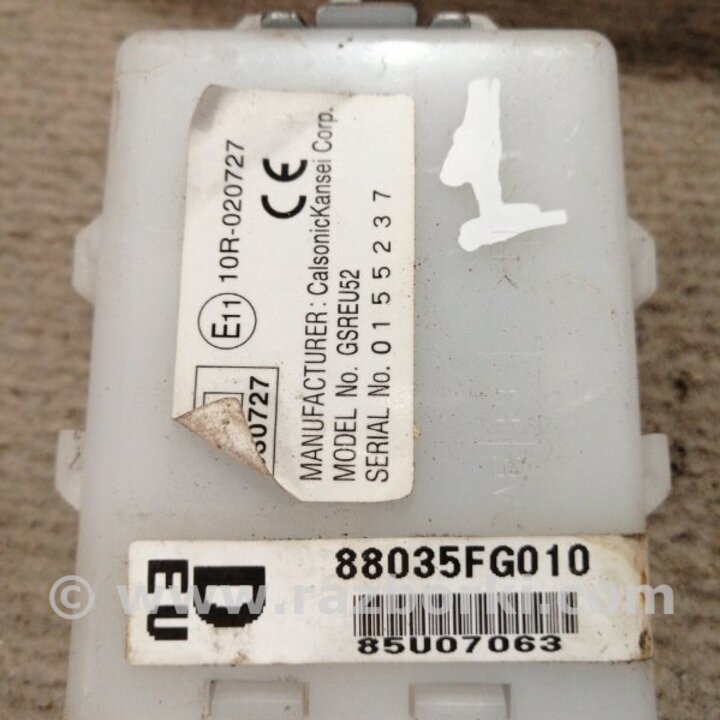 E11 10R-020727
CE
MANUFACTURER : CalsonicKansei Corp.
MODEL No. GSREU52
SERIAL No. 0155237
30727
D
EU
88035FG010
85U07063
© www.razborki.com